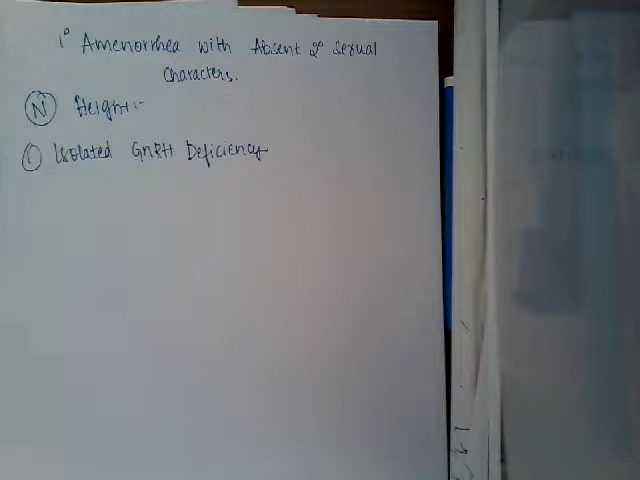 1° Amenorrhea with Absent 2° sexual
characters.
(N) Height :-
(1) Isolated GnRH Deficiency